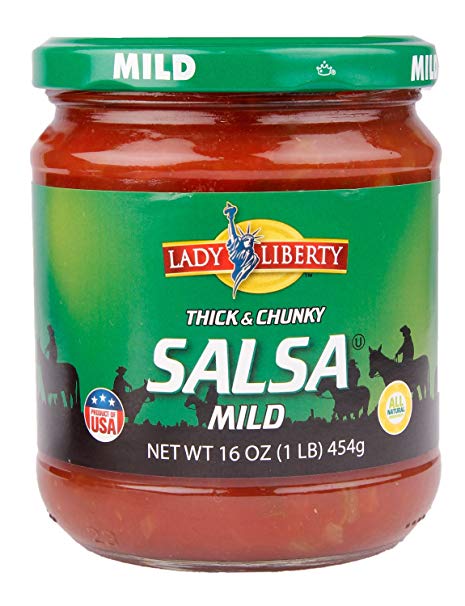 MILD
MILD
LADY LIBERTY
TM
THICK & CHUNKY
SALSA
U
MILD
PRODUCT OF
USA
ALL
NATURAL
NET WT 16 OZ (1 LB) 454g